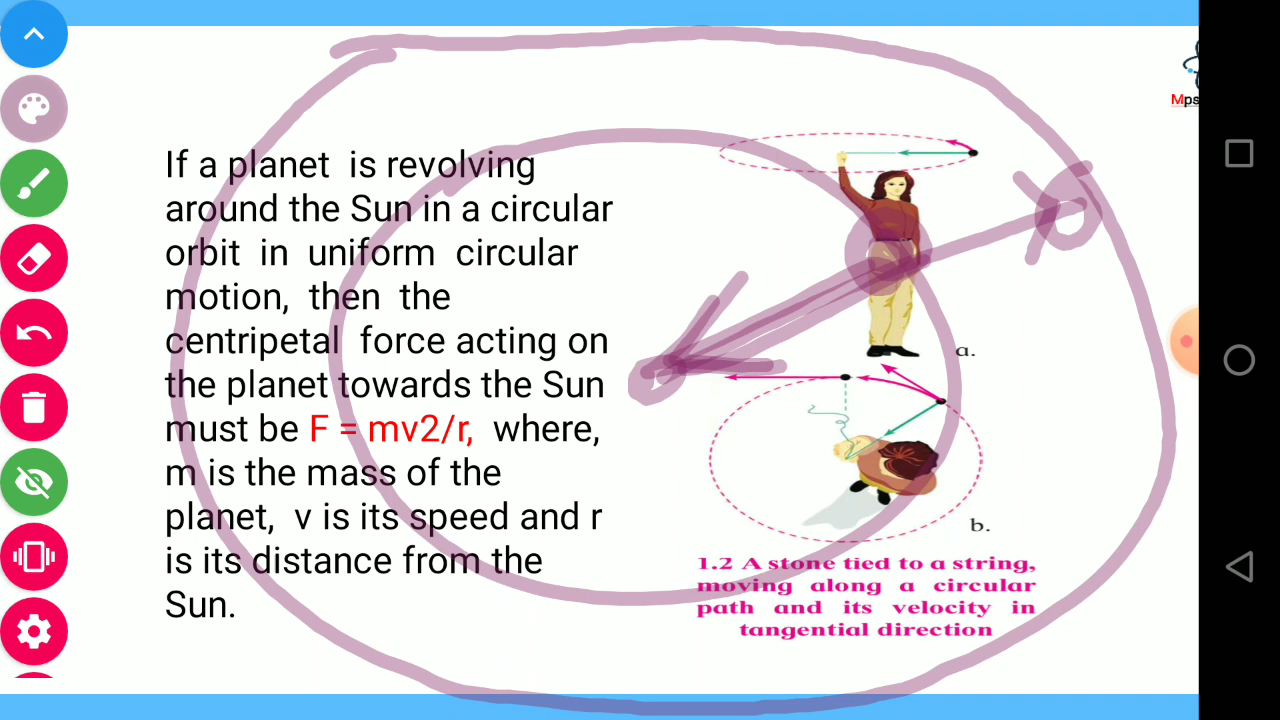 Mps
If a planet is revolving
around the Sun in a circular
orbit in uniform circular
motion, then the
centripetal force acting on
the planet towards the Sun
must be F = mv2/r, where,
m is the mass of the
planet, v is its speed and r
is its distance from the
Sun.
a.
b.
1.2 A stone tied to a string,
moving along a circular
path and its velocity in
tangential direction